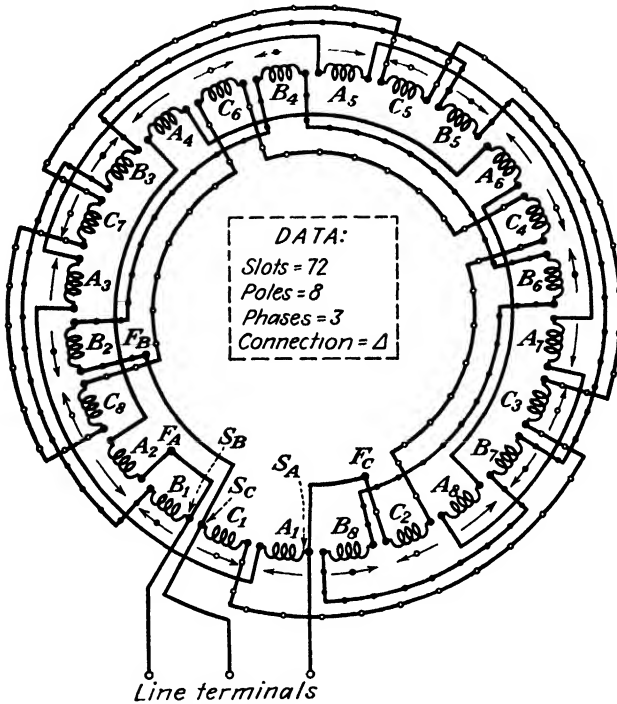 B4
A5
C6
C5
A4
B5
B3
A6
C7
C4
DATA:
Slots = 72
Poles = 8
Phases = 3
Connection = Δ
A3
B6
B2
FB
A7
C8
C3
SB
A2
FA
SA
FC
B7
B1
SC
A8
C1
A1
B8
C2
Line terminals